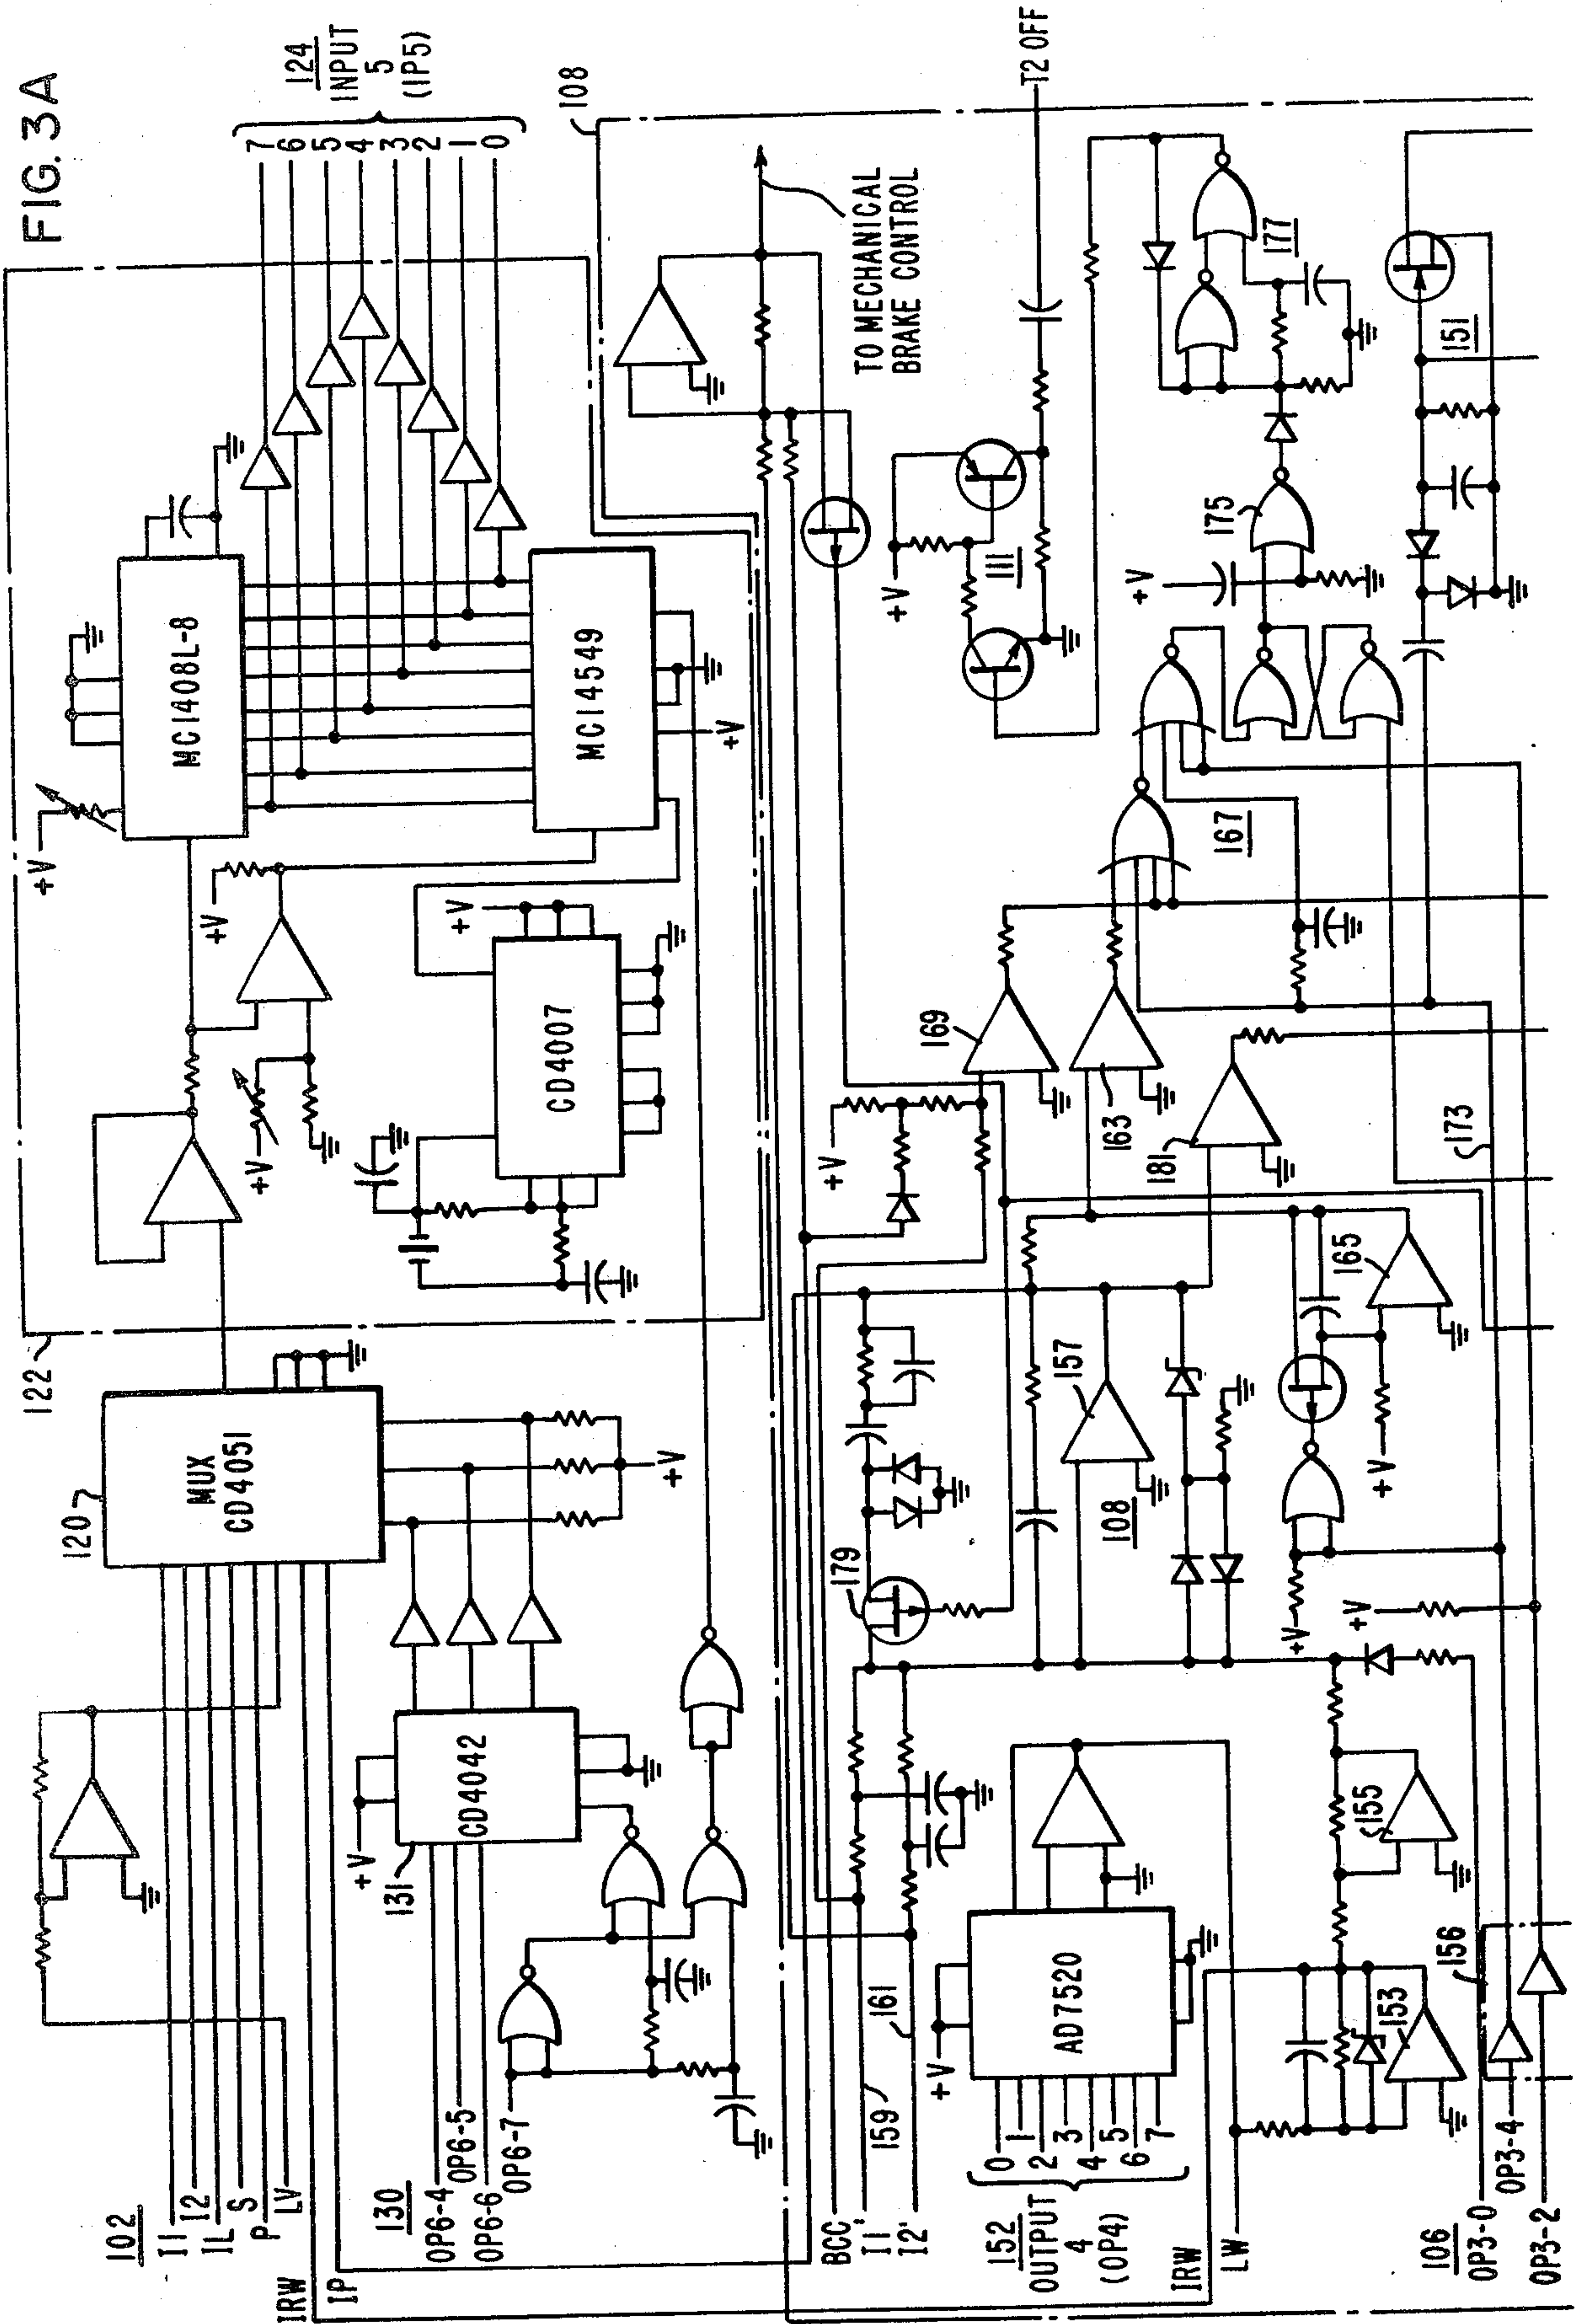 FIG. 3A
124
INPUT
5
(IP5)
7
6
5
4
3
2
1
0
108
122
+V
MC1408L-8
+V
MC14549
+V
+V
CD4007
+V
120
MUX
CD4051
+V
102
I1
I2
IL
S
P
LV
IRW
IP
130
OP6-4
OP6-5
OP6-6
OP6-7
+V
131
CD4042
TO MECHANICAL
BRAKE CONTROL
T2 OFF
+V
111
177
175
+V
151
167
169
163
181
173
+V
165
+V
157
108
179
+V
+V
BCC'
I1
I2'
159
161
152
OUTPUT
4
(OP4)
0
1
2
3
4
5
6
7
+V
AD7520
IRW
LW
155
153
156
106
OP3-0
OP3-4
OP3-2